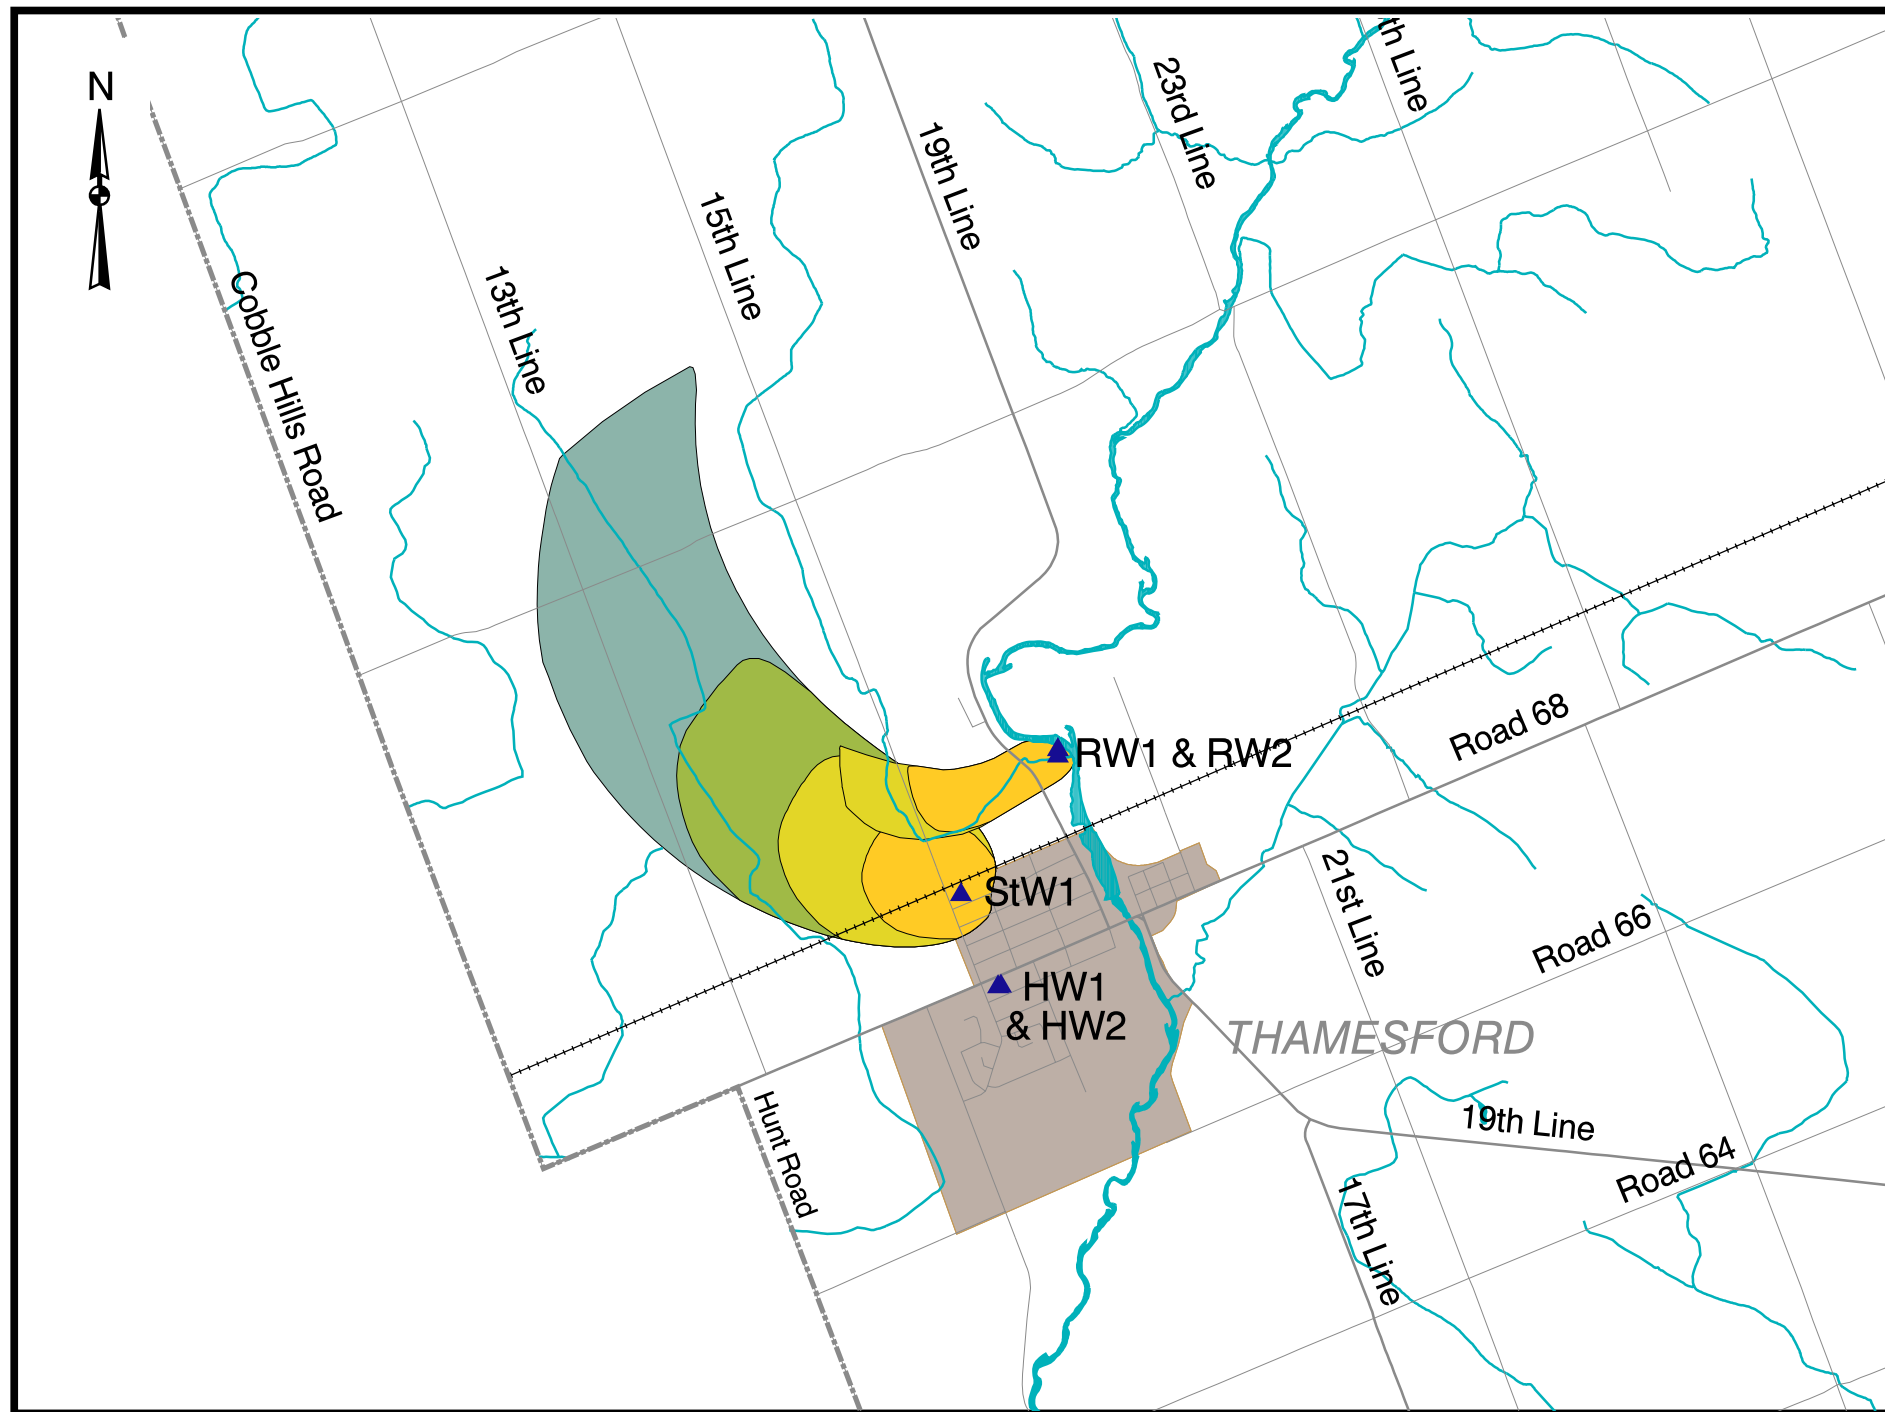 N
th Line
23rd Line
19th Line
15th Line
13th Line
Cobble Hills Road
Road 68
RW1 & RW2
StW1
21st Line
Road 66
HW1
& HW2
THAMESFORD
Hunt Road
19th Line
Road 64
17th Line